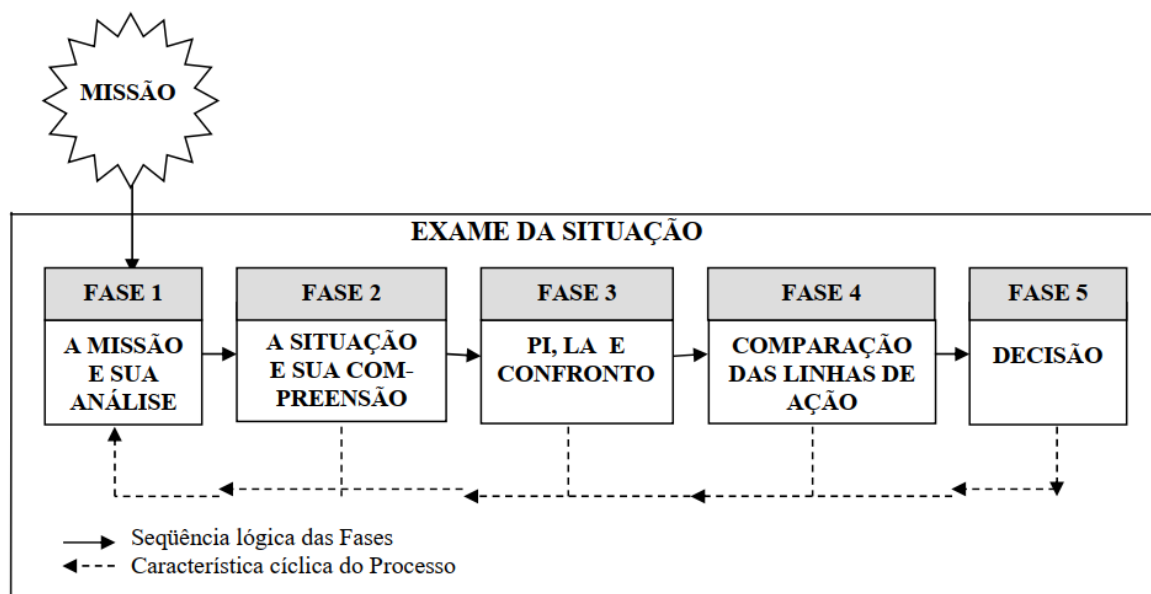 MISSÃO
EXAME DA SITUAÇÃO
FASE 1
A MISSÃO
E SUA
ANÁLISE
FASE 2
A SITUAÇÃO
E SUA COM-
PREENSÃO
FASE 3
PI, LA E
CONFRONTO
FASE 4
COMPARAÇÃO
DAS LINHAS DE
AÇÃO
FASE 5
DECISÃO
Seqüência lógica das Fases
Característica cíclica do Processo